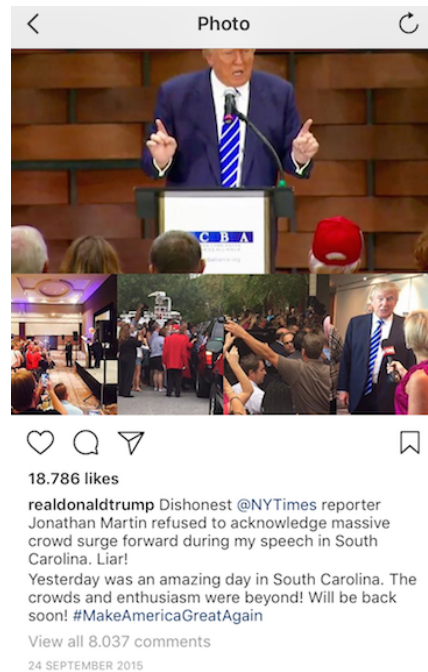 Photo
CBA
18.786 likes
realdonaldtrump Dishonest @NYTimes reporter
Jonathan Martin refused to acknowledge massive
crowd surge forward during my speech in South
Carolina. Liar!
Yesterday was an amazing day in South Carolina. The
crowds and enthusiasm were beyond! Will be back
soon! #MakeAmericaGreatAgain
View all 8.037 comments
24 SEPTEMBER 2015